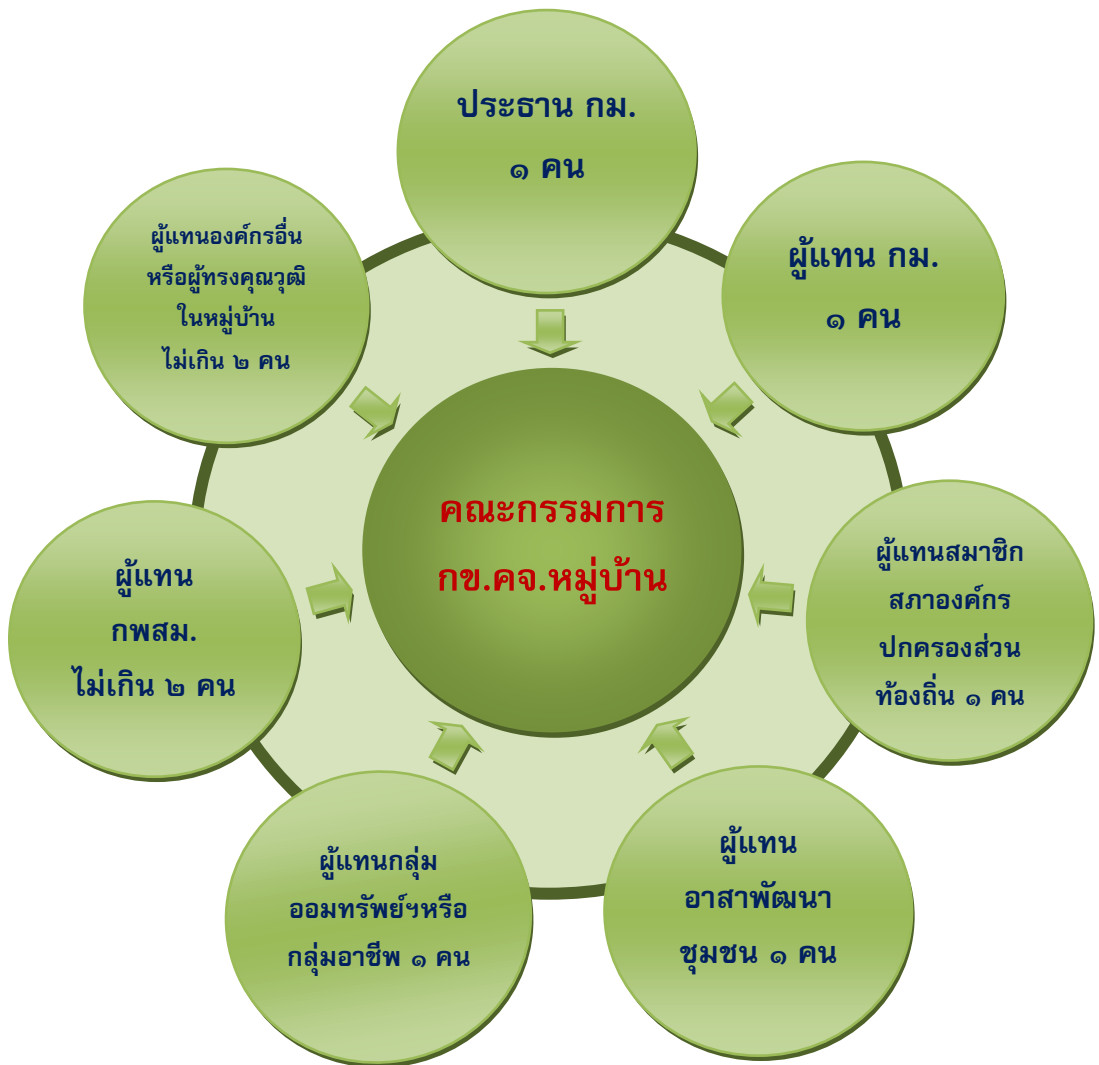 ประธาน กม.
๑ คน
ผู้แทน กม.
๑ คน
ผู้แทนสมาชิก
สภาองค์กร
ปกครองส่วน
ท้องถิ่น ๑ คน
ผู้แทน
อาสาพัฒนา
ชุมชน ๑ คน
ผู้แทนกลุ่ม
ออมทรัพย์ฯหรือ
กลุ่มอาชีพ ๑ คน
ผู้แทน
กพสม.
ไม่เกิน ๒ คน
ผู้แทนองค์กรอื่น
หรือผู้ทรงคุณวุฒิ
ในหมู่บ้าน
ไม่เกิน ๒ คน
คณะกรรมการ
กข.คจ.หมู่บ้าน